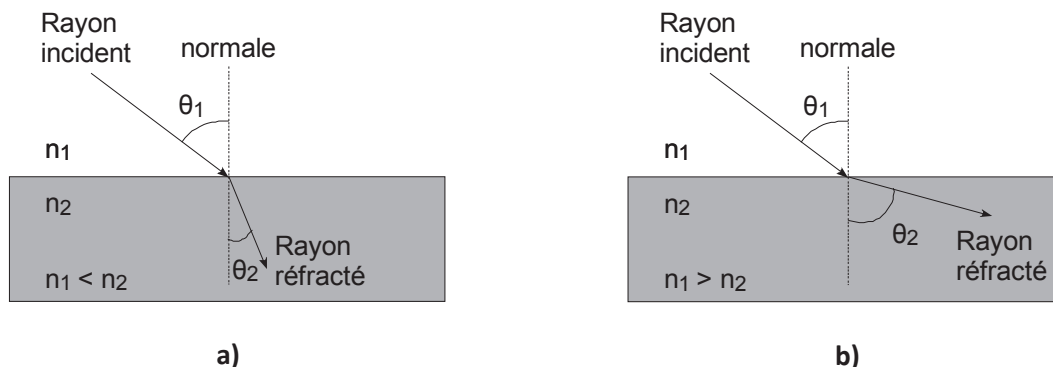 Rayon
incident
normale
θ1
n1
n2
Rayon
réfracté
θ2
n1 < n2
a)
Rayon
incident
normale
θ1
n1
n2
θ2
Rayon
réfracté
n1 > n2
b)